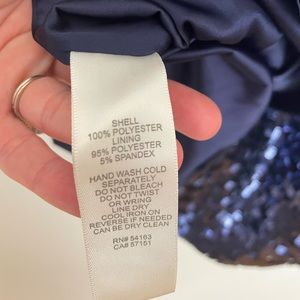 SHELL
100% POLYESTER
LINING
95% POLYESTER
5% SPANDEX
HAND WASH COLD
SEPARATELY
DO NOT BLEACH
DO NOT TWIST
OR WRING
LINE DRY
COOL IRON ON
REVERSE IF NEEDED
CAN BE DRY CLEAN
RN# 54163
CA# 57151